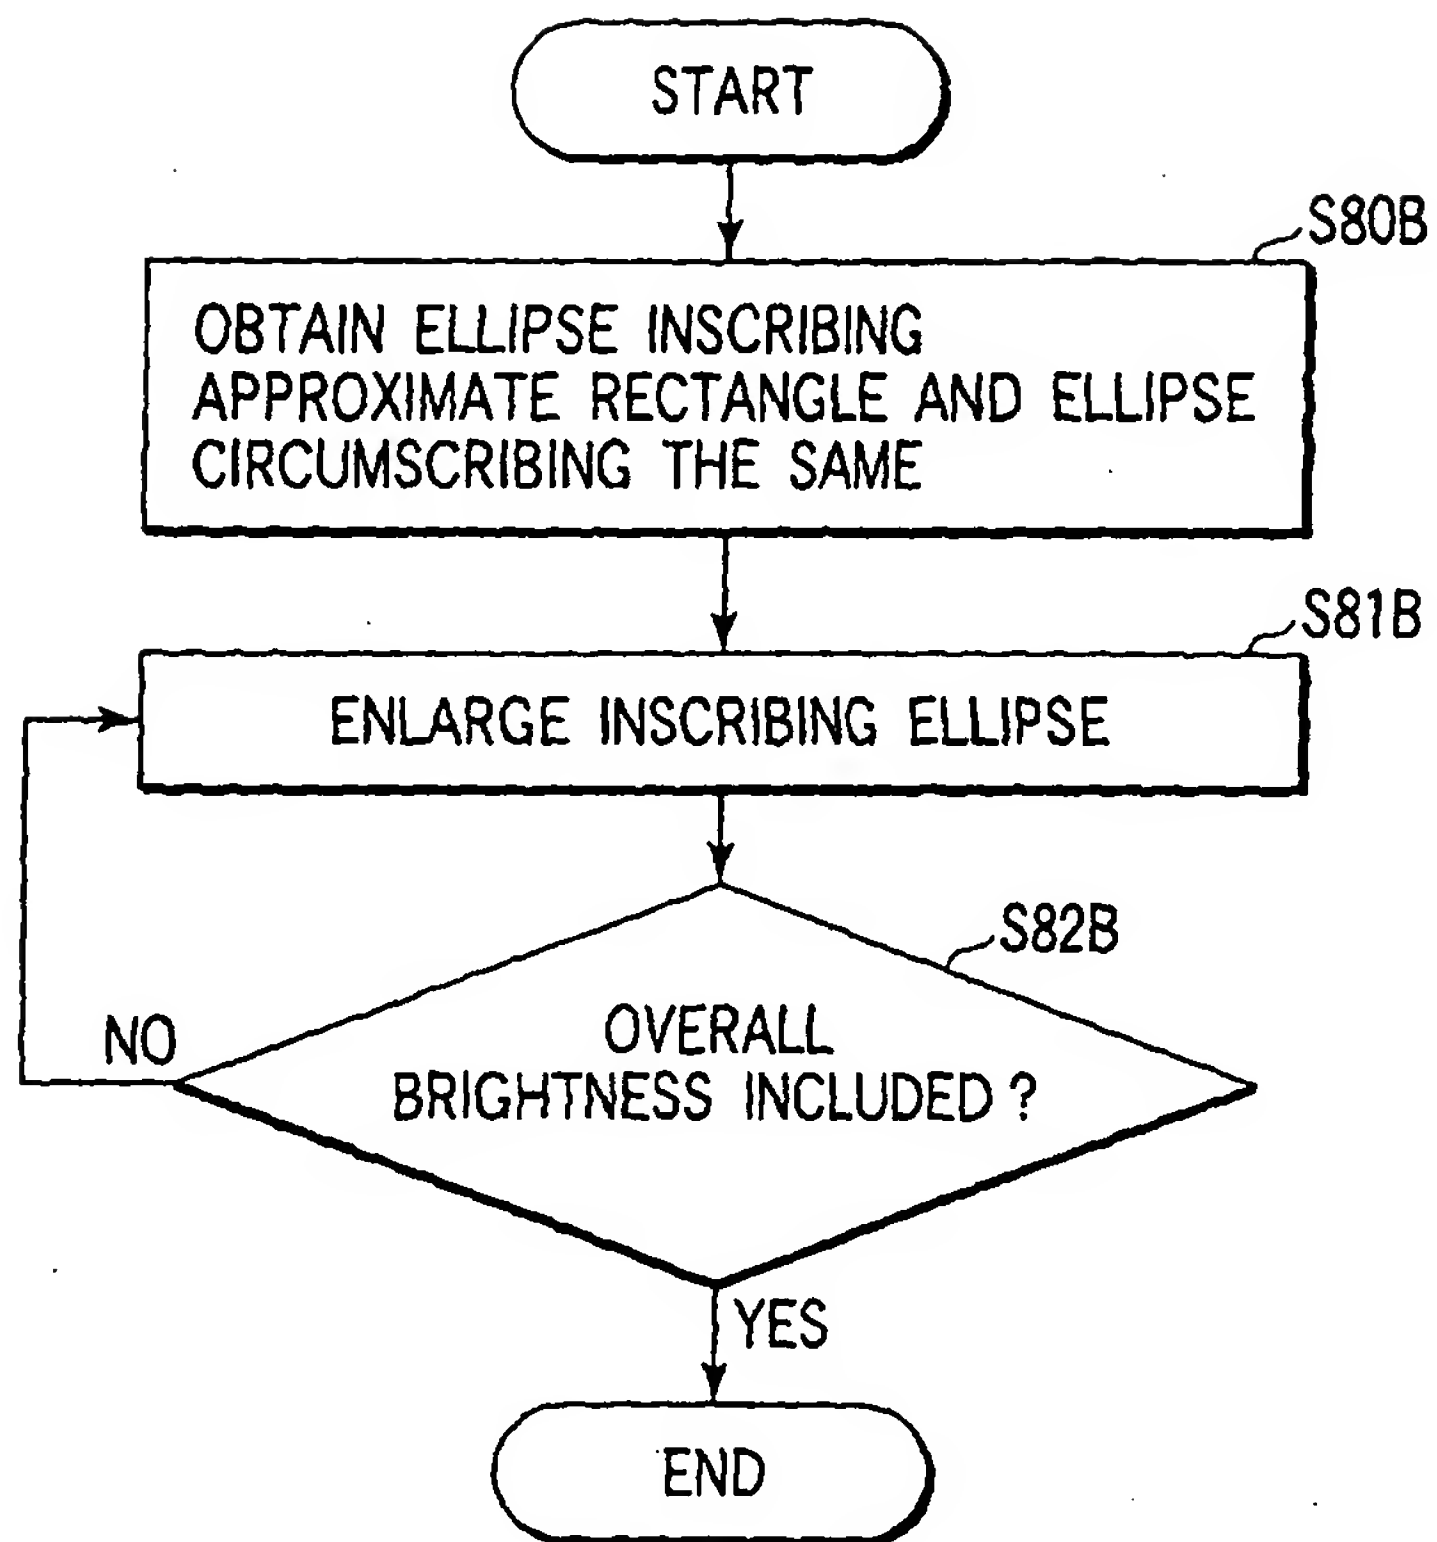 START
S80B
OBTAIN ELLIPSE INSCRIBING
APPROXIMATE RECTANGLE AND ELLIPSE
CIRCUMSCRIBING THE SAME
S81B
ENLARGE INSCRIBING ELLIPSE
S82B
OVERALL
BRIGHTNESS INCLUDED ?
NO
YES
END